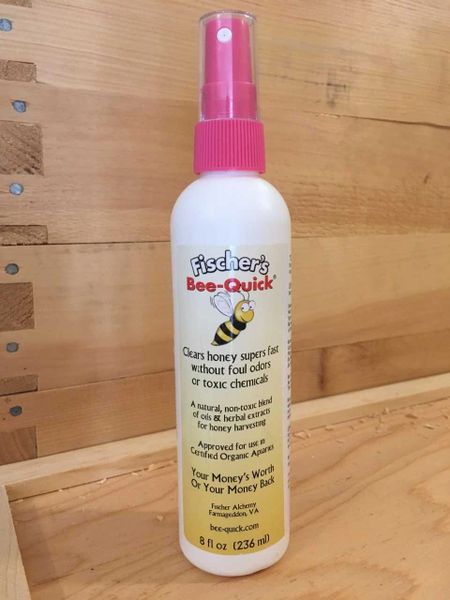 Fischer's
Bee-Quick®
Clears honey supers fast
without foul odors
or toxic chemicals
A natural, non-toxic blend
of oils & herbal extracts
for honey harvesting
Approved for use in
Certified Organic Apiaries
Your Money's Worth
Or Your Money Back
Fischer Alchemy
Farmageddon, VA
bee-quick.com
8 fl oz (236 ml)